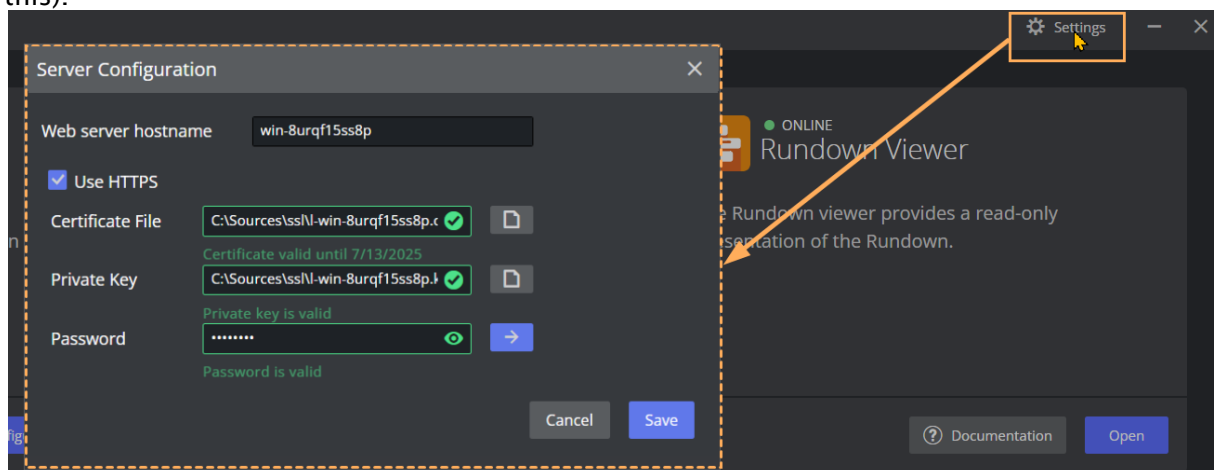 this).
Settings
Server Configuration
Web server hostname win-8urqf15ss8p
ONLINE
Rundown Viewer
Use HTTPS
Certificate File C:\Sources\ssl\l-win-8urqf15ss8p.c
Rundown viewer provides a read-only
Certificate valid until 7/13/2025
of the Rundown.
Private Key C:\Sources\ssl\l-win-8urqf15ss8p.k
Private key is valid
Password ••••••••
Password is valid
Cancel Save
Documentation Open